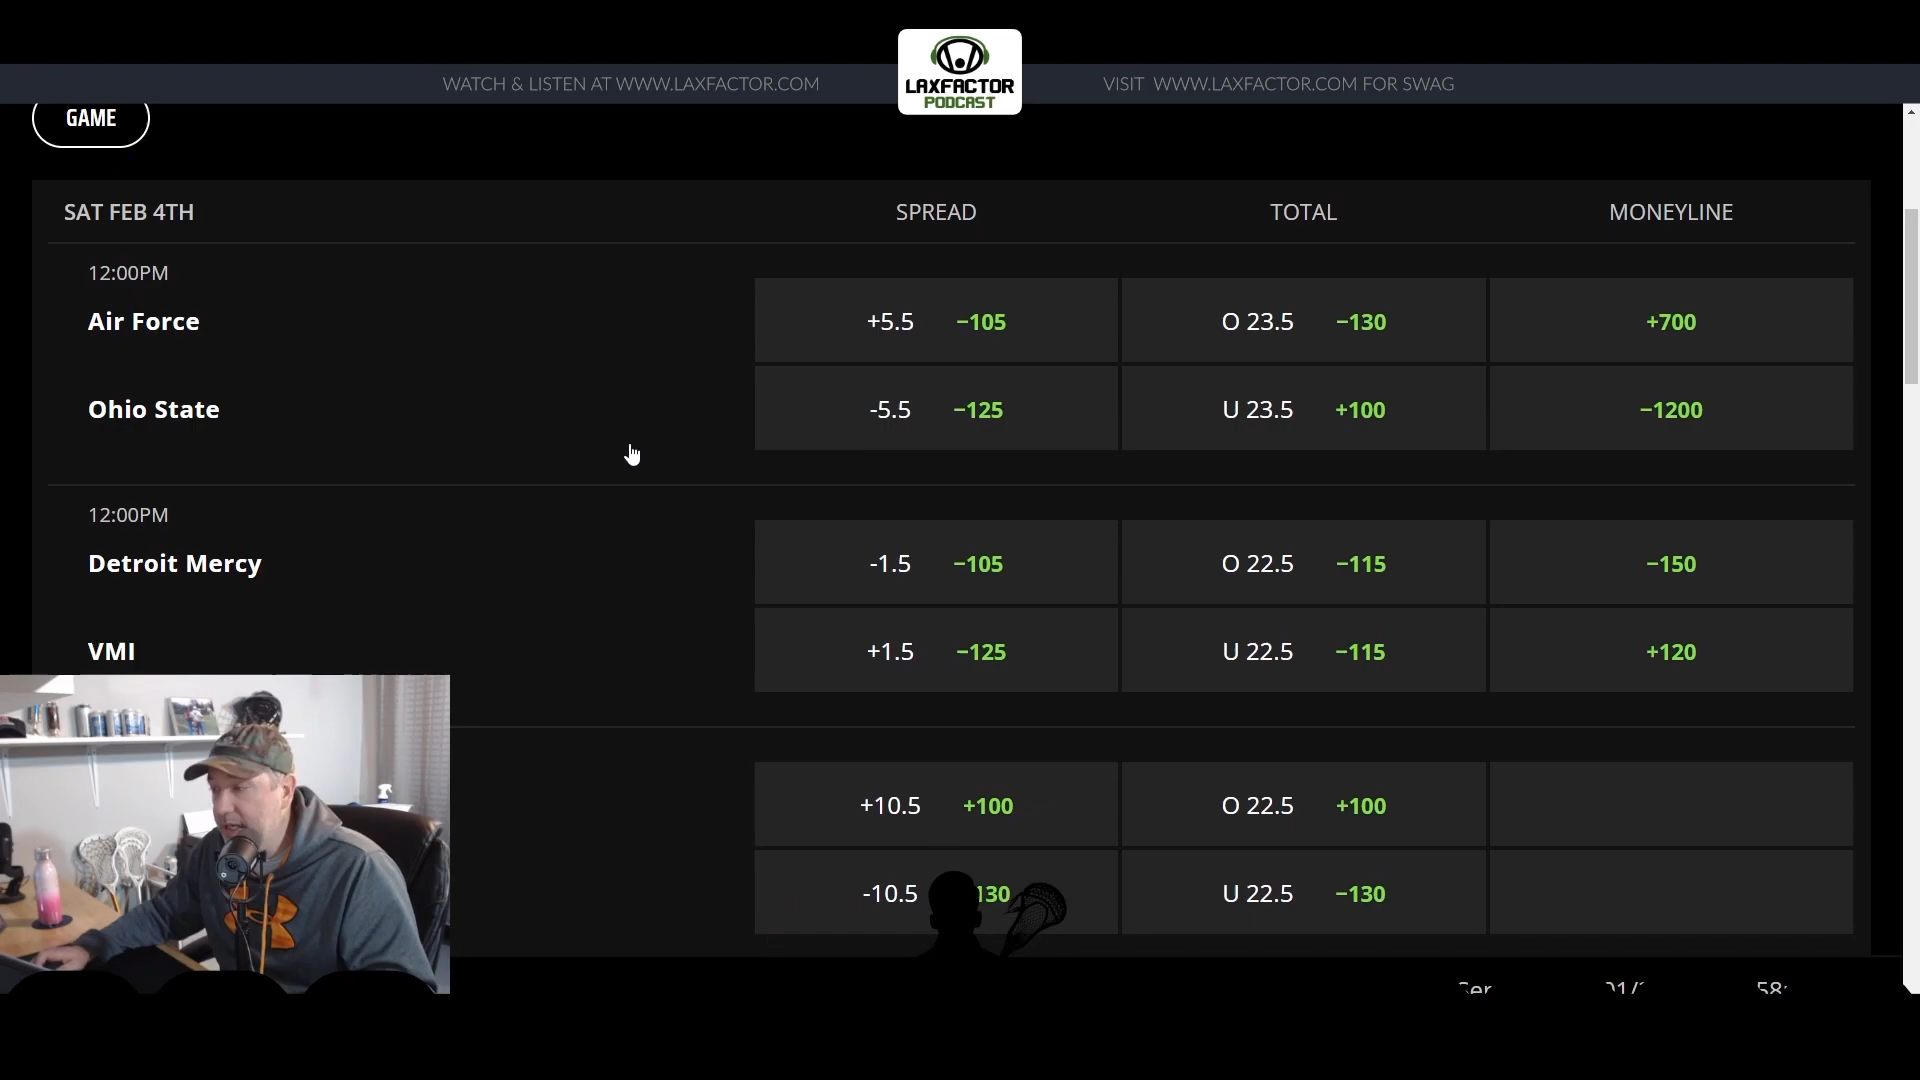 WATCH & LISTEN AT WWW.LAXFACTOR.COM
LAXFACTOR
PODCAST
VISIT WWW.LAXFACTOR.COM FOR SWAG
GAME
SAT FEB 4TH SPREAD TOTAL MONEYLINE
12:00PM
Air Force +5.5 −105 O 23.5 −130 +700
Ohio State -5.5 −125 U 23.5 +100 −1200
12:00PM
Detroit Mercy -1.5 −105 O 22.5 −115 −150
VMI +1.5 −125 U 22.5 −115 +120
+10.5 +100 O 22.5 +100
-10.5 U 22.5 −130